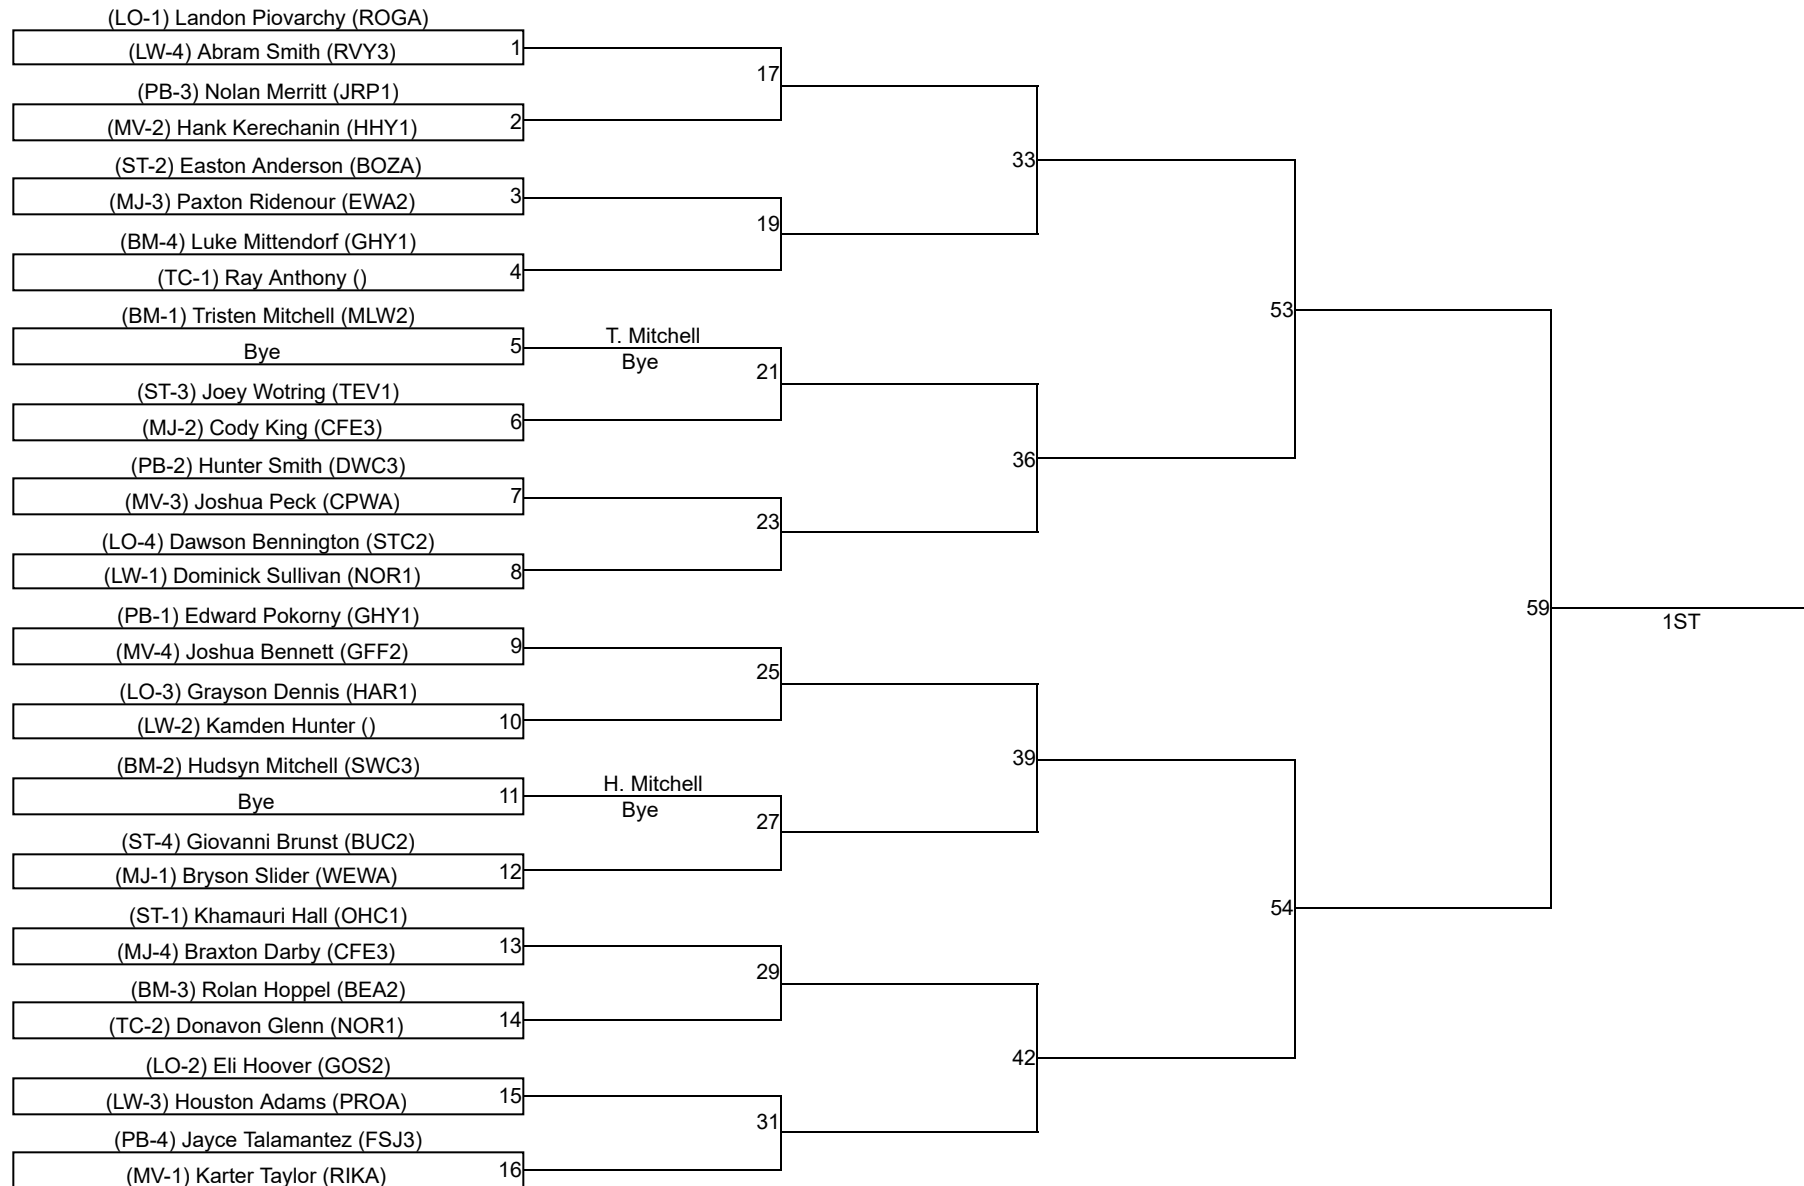 (LO-1) Landon Piovarchy (ROGA)
(LW-4) Abram Smith (RVY3) 1
17
(PB-3) Nolan Merritt (JRP1)
(MV-2) Hank Kerechanin (HHY1) 2
33
(ST-2) Easton Anderson (BOZA)
(MJ-3) Paxton Ridenour (EWA2) 3
19
(BM-4) Luke Mittendorf (GHY1)
(TC-1) Ray Anthony () 4
53
(BM-1) Tristen Mitchell (MLW2)
Bye 5
T. Mitchell
Bye
21
(ST-3) Joey Wotring (TEV1)
(MJ-2) Cody King (CFE3) 6
36
(PB-2) Hunter Smith (DWC3)
(MV-3) Joshua Peck (CPWA) 7
23
(LO-4) Dawson Bennington (STC2)
(LW-1) Dominick Sullivan (NOR1) 8
59
1ST
(PB-1) Edward Pokorny (GHY1)
(MV-4) Joshua Bennett (GFF2) 9
25
(LO-3) Grayson Dennis (HAR1)
(LW-2) Kamden Hunter () 10
39
(BM-2) Hudsyn Mitchell (SWC3)
Bye 11
H. Mitchell
Bye
27
(ST-4) Giovanni Brunst (BUC2)
(MJ-1) Bryson Slider (WEWA) 12
54
(ST-1) Khamauri Hall (OHC1)
(MJ-4) Braxton Darby (CFE3) 13
29
(BM-3) Rolan Hoppel (BEA2)
(TC-2) Donavon Glenn (NOR1) 14
42
(LO-2) Eli Hoover (GOS2)
(LW-3) Houston Adams (PROA) 15
31
(PB-4) Jayce Talamantez (FSJ3)
(MV-1) Karter Taylor (RIKA) 16